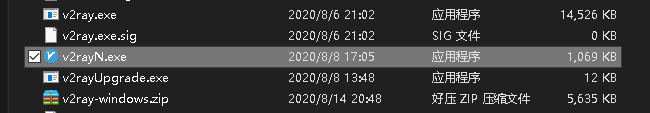 v2ray.exe 2020/8/6 21:02 应用程序 14,526 KB
v2ray.exe.sig 2020/8/6 21:02 SIG 文件 0 KB
v2rayN.exe 2020/8/8 17:05 应用程序 1,069 KB
v2rayUpgrade.exe 2020/8/8 13:48 应用程序 12 KB
v2ray-windows.zip 2020/8/14 20:48 好压 ZIP 压缩文件 5,635 KB